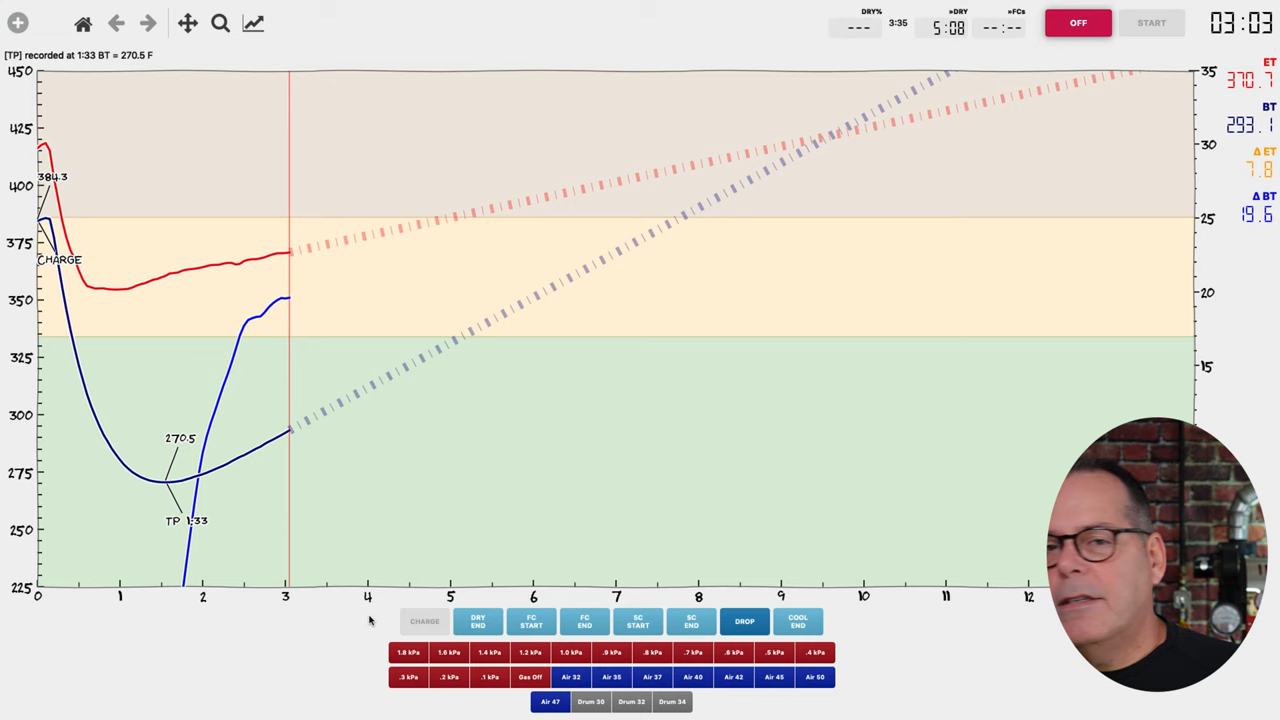 DRY%
»DRY
»FCs
---
3:35
5:08
--:--
OFF
START
03:03
[TP] recorded at 1:33 BT = 270.5 F
ET
370.7
BT
293.1
Δ ET
7.8
Δ BT
19.6
450
425
400
375
350
325
300
275
250
225
35
30
25
20
15
384.3
CHARGE
270.5
TP 1:33
0 1 2 3 4 5 6 7 8 9 10 11 12
CHARGE
DRY END
FC START
FC END
SC START
SC END
DROP
COOL END
1.8 kPa 1.6 kPa 1.4 kPa 1.2 kPa 1.0 kPa .9 kPa .8 kPa .7 kPa .6 kPa .5 kPa .4 kPa
.3 kPa .2 kPa .1 kPa Gas Off Air 32 Air 35 Air 37 Air 40 Air 42 Air 45 Air 50
Air 47 Drum 30 Drum 32 Drum 34